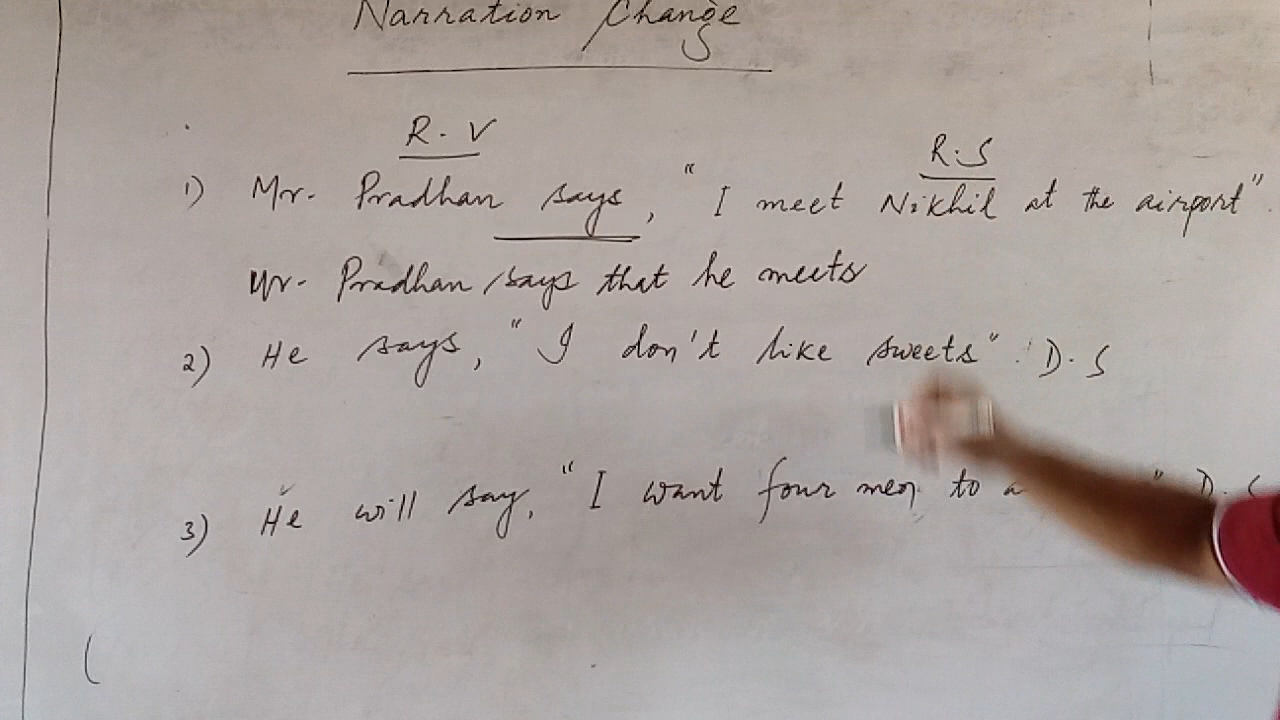 Narration Change
R. V
R. S
1) Mr. Pradhan says, "I meet Nikhil at the airport".
Mr. Pradhan says that he meets
2) He says, "I don't like sweets". D. S
3) He will say, "I want four men to a " D. S
(